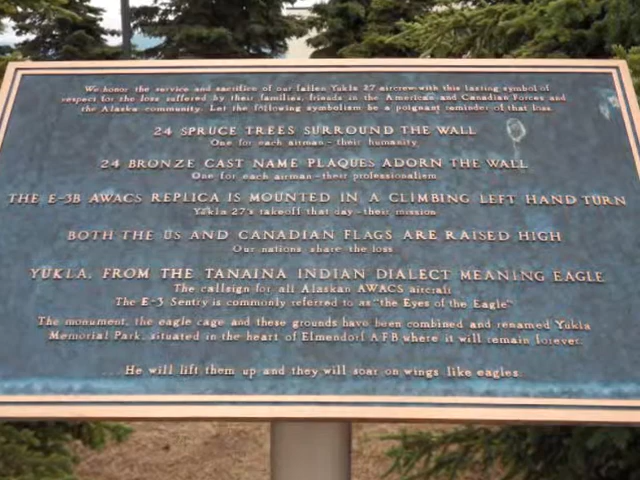 We honor the service and sacrifice of our fallen Yukla 27 aircrew with this lasting symbol of
respect for the loss suffered by their families, friends in the American and Canadian Forces and
the Alaska community. Let the following symbolism be a poignant reminder of that loss.
24 SPRUCE TREES SURROUND THE WALL
One for each airman - their humanity
24 BRONZE CAST NAME PLAQUES ADORN THE WALL
One for each airman - their professionalism
THE E-3B AWACS REPLICA IS MOUNTED IN A CLIMBING LEFT HAND TURN
Yukla 27's takeoff that day - their mission
BOTH THE US AND CANADIAN FLAGS ARE RAISED HIGH
Our nations share the loss
YUKLA, FROM THE TANAINA INDIAN DIALECT MEANING EAGLE
The callsign for all Alaskan AWACS aircraft
The E-3 Sentry is commonly referred to as "the Eyes of the Eagle"
The monument, the eagle cage and these grounds have been combined and renamed Yukla
Memorial Park, situated in the heart of Elmendorf AFB where it will remain forever.
...He will lift them up and they will soar on wings like eagles.